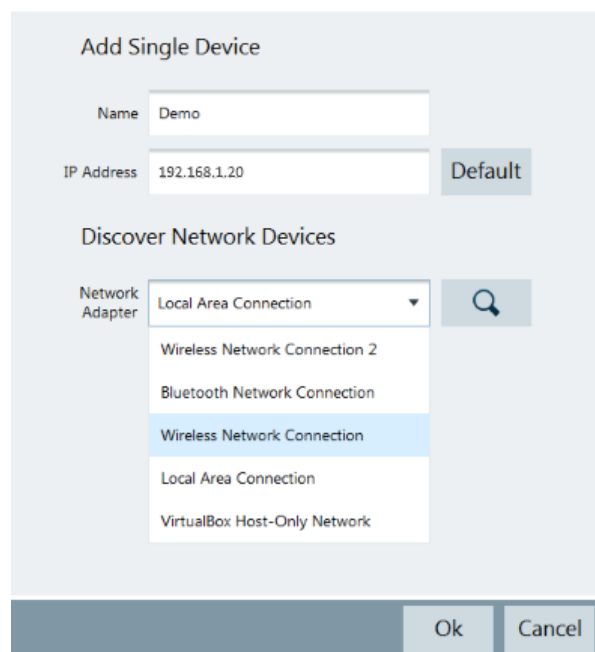 Add Single Device
Name Demo
IP Address 192.168.1.20 Default
Discover Network Devices
Network
Adapter
Local Area Connection
Wireless Network Connection 2
Bluetooth Network Connection
Wireless Network Connection
Local Area Connection
VirtualBox Host-Only Network
Ok Cancel